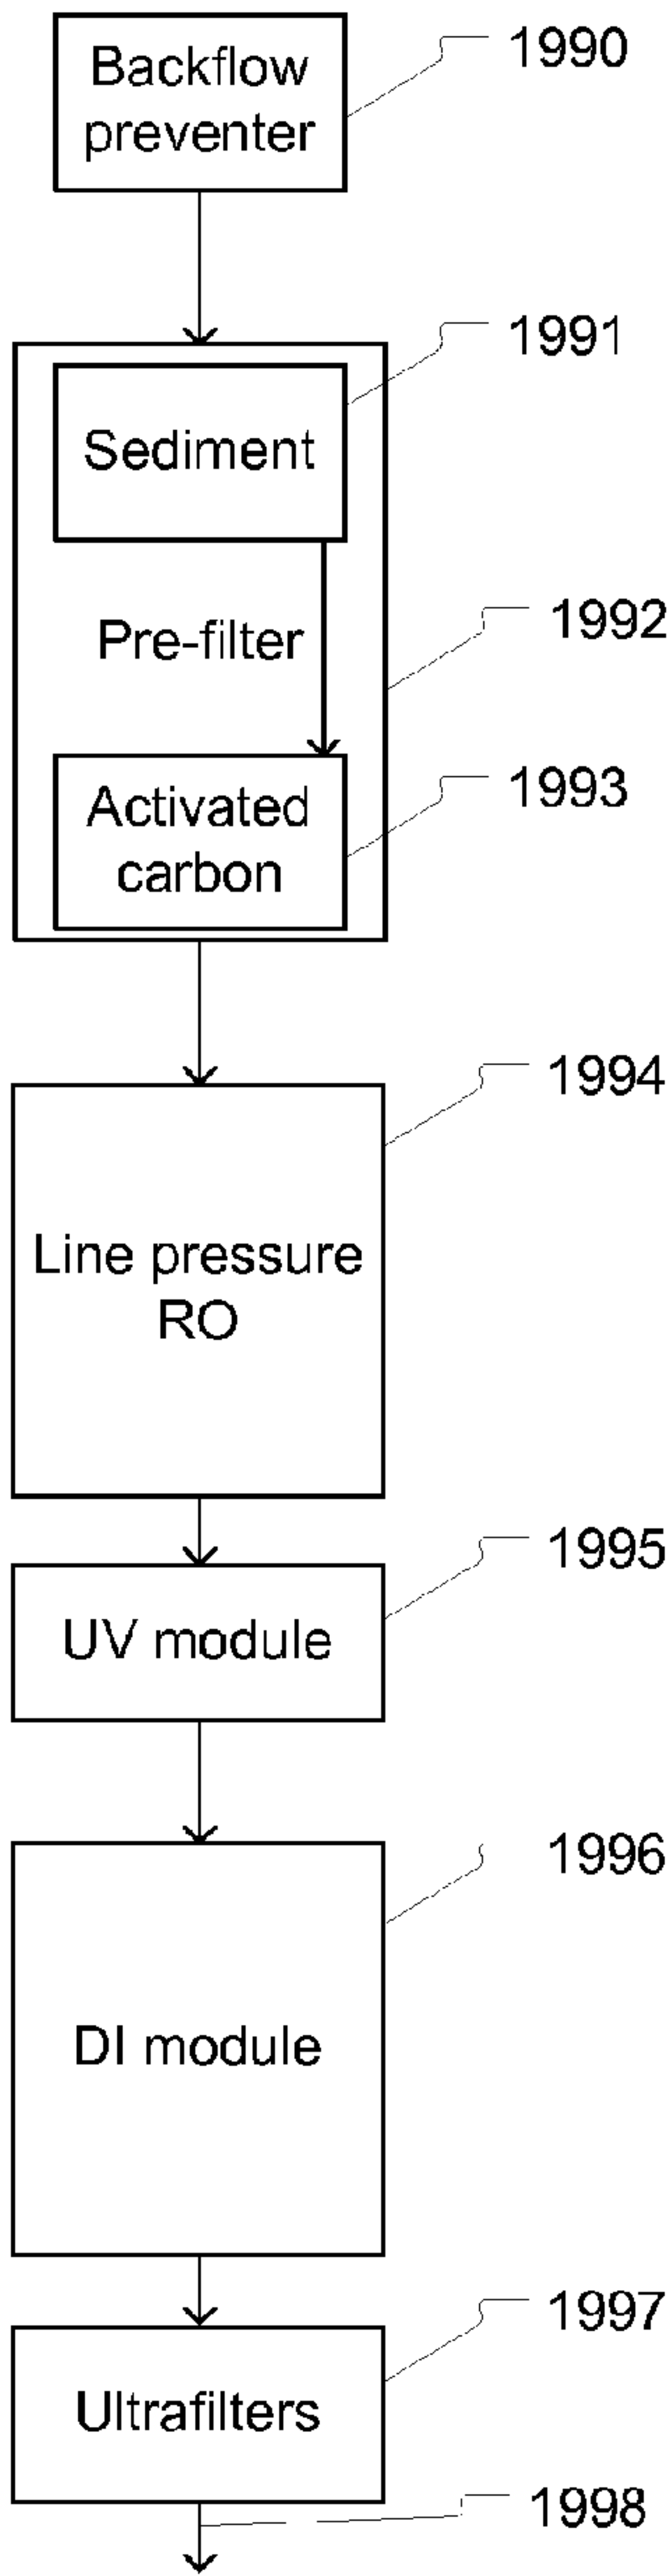 Backflow
preventer
1990
1991
Sediment
1992
Pre-filter
1993
Activated
carbon
1994
Line pressure
RO
1995
UV module
1996
DI module
1997
Ultrafilters
1998